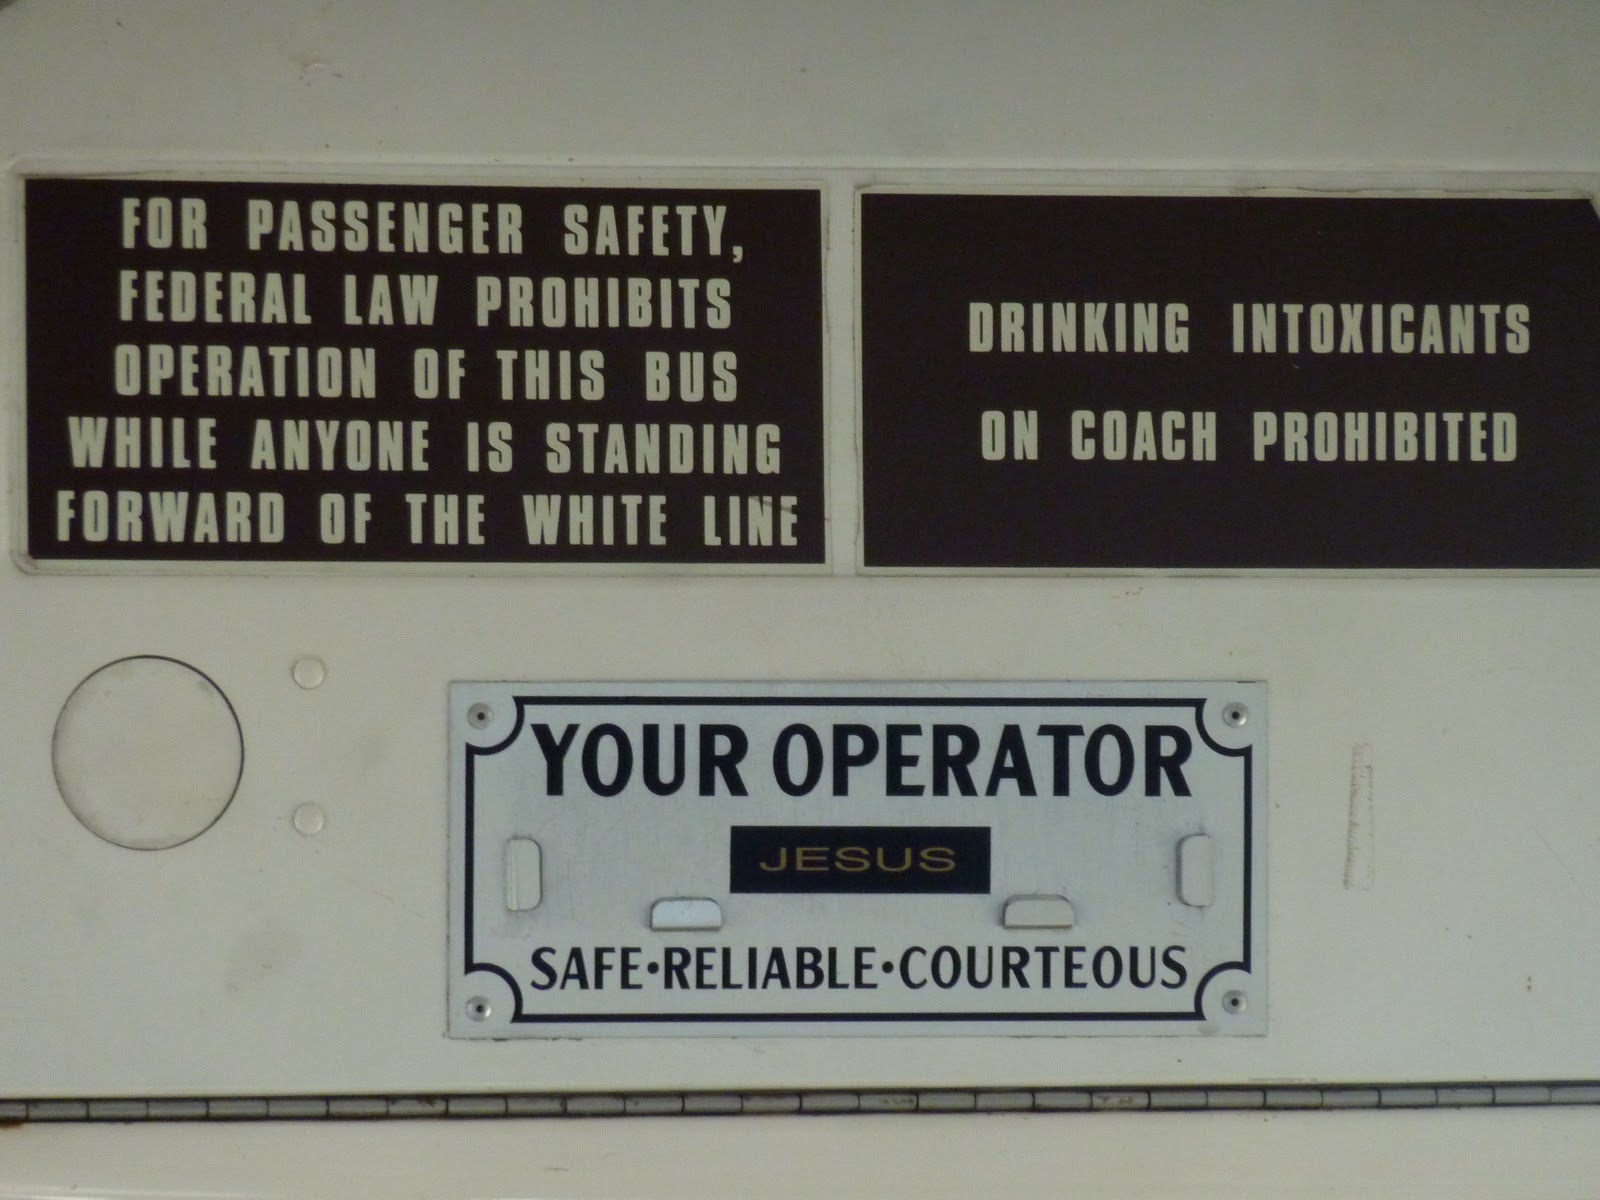 FOR PASSENGER SAFETY,
FEDERAL LAW PROHIBITS
OPERATION OF THIS BUS
WHILE ANYONE IS STANDING
FORWARD OF THE WHITE LINE
DRINKING INTOXICANTS
ON COACH PROHIBITED
YOUR OPERATOR
JESUS
SAFE•RELIABLE•COURTEOUS